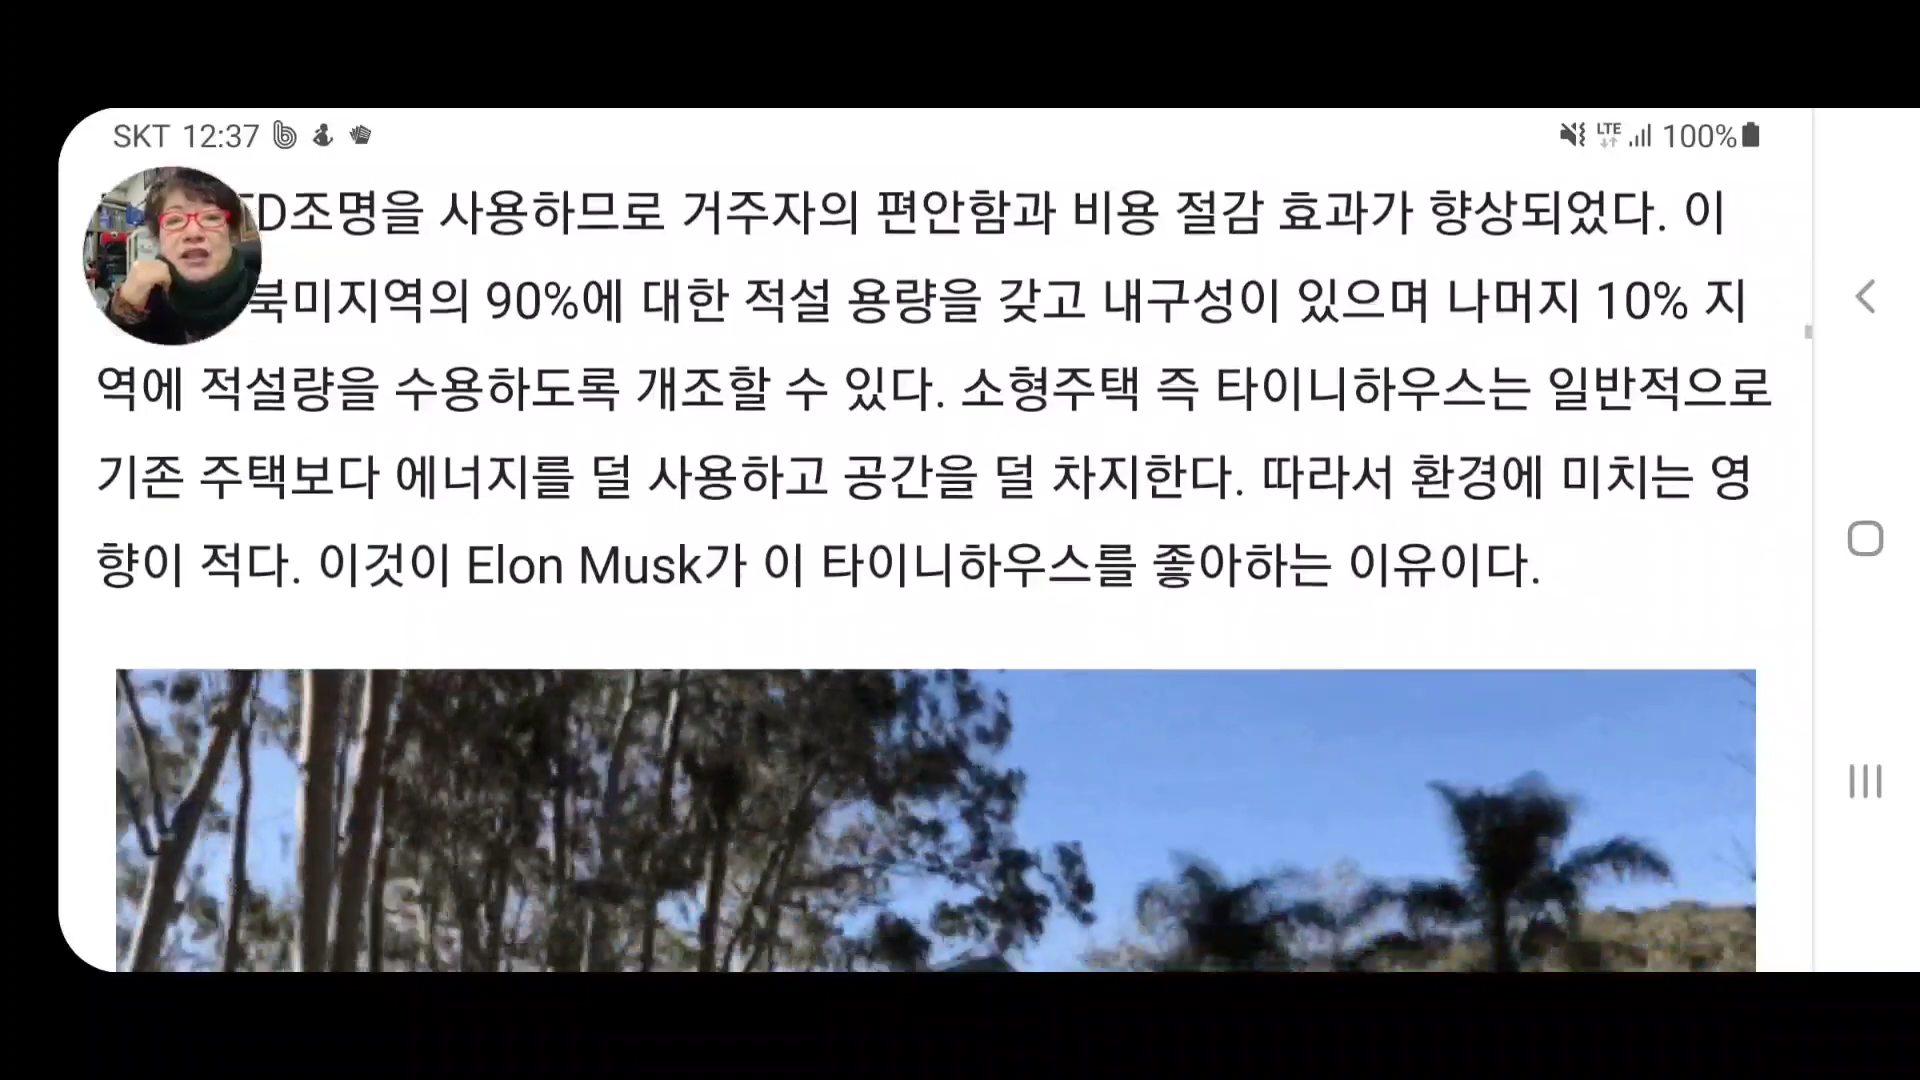 SKT 12:37
LTE 100%
D조명을 사용하므로 거주자의 편안함과 비용 절감 효과가 향상되었다. 이
북미지역의 90%에 대한 적설 용량을 갖고 내구성이 있으며 나머지 10% 지
역에 적설량을 수용하도록 개조할 수 있다. 소형주택 즉 타이니하우스는 일반적으로
기존 주택보다 에너지를 덜 사용하고 공간을 덜 차지한다. 따라서 환경에 미치는 영
향이 적다. 이것이 Elon Musk가 이 타이니하우스를 좋아하는 이유이다.